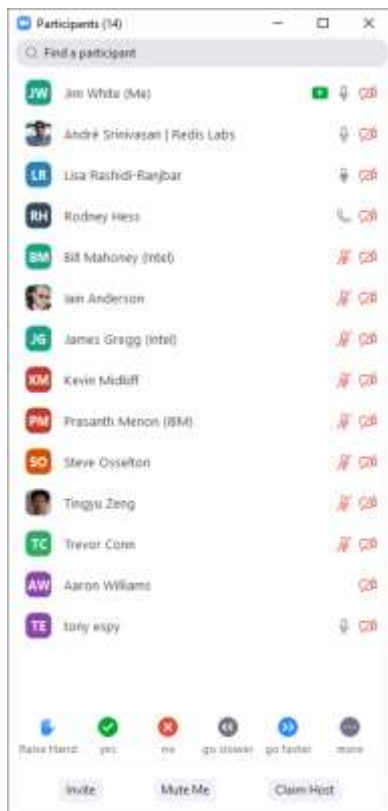 Participants (14)
Find a participant
JW Jim White (Me)
André Srinivasan | Redis Labs
LR Lisa Rashidi-Ranjbar
RH Rodney Hess
BM Bill Mahoney (Intel)
Iain Anderson
JG James Gregg (Intel)
KM Kevin Midkiff
PM Prasanth Menon (IBM)
SO Steve Osselton
Tingyu Zeng
TC Trevor Conn
AW Aaron Williams
TE tony espy
Raise Hand yes no go slower go faster more
Invite Mute Me Claim Host